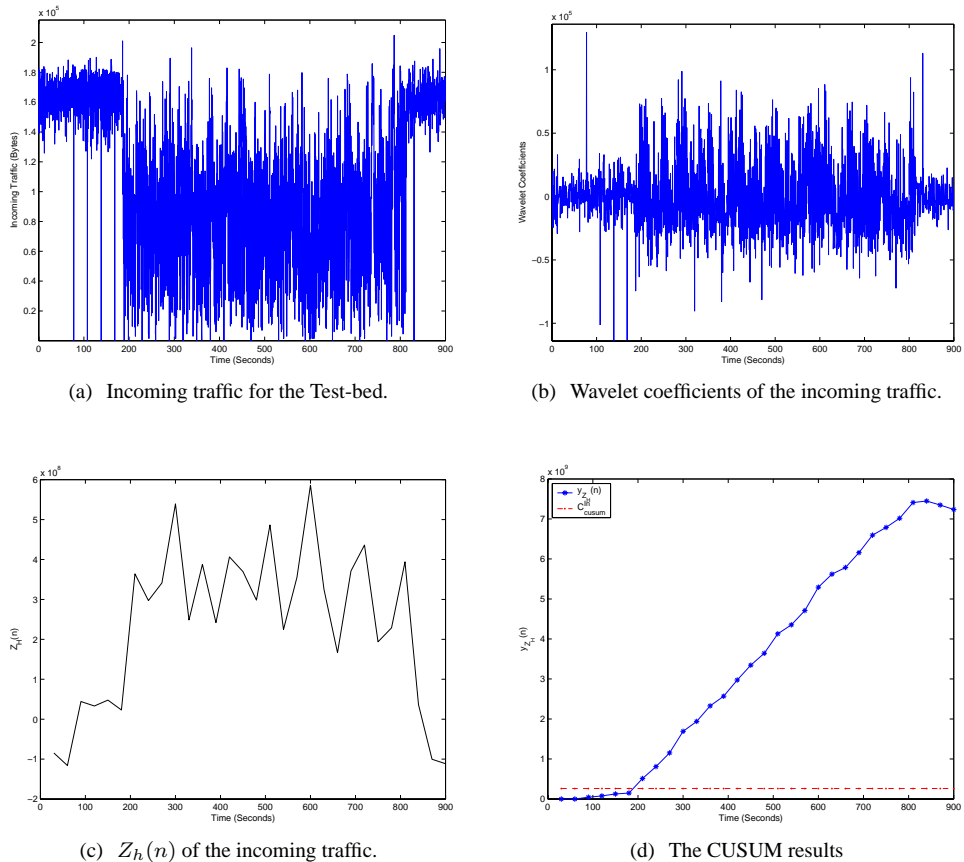 x 10^5
2
1.8
1.6
1.4
1.2
1
0.8
0.6
0.4
0.2
Incoming Traffic (Bytes)
0 100 200 300 400 500 600 700 800 900
Time (Seconds)
(a) Incoming traffic for the Test-bed.
x 10^5
1
0.5
0
−0.5
−1
Wavelet Coefficients
0 100 200 300 400 500 600 700 800 900
Time (Seconds)
(b) Wavelet coefficients of the incoming traffic.
x 10^8
6
5
4
3
2
1
0
−1
−2
Z_H(n)
0 100 200 300 400 500 600 700 800 900
Time (Seconds)
(c) Z_h(n) of the incoming traffic.
x 10^9
8
7
6
5
4
3
2
1
0
y_{Z_H}(n)
y_{Z_H}(n)
C^{th}_{cusum}
0 100 200 300 400 500 600 700 800 900
Time (Seconds)
(d) The CUSUM results